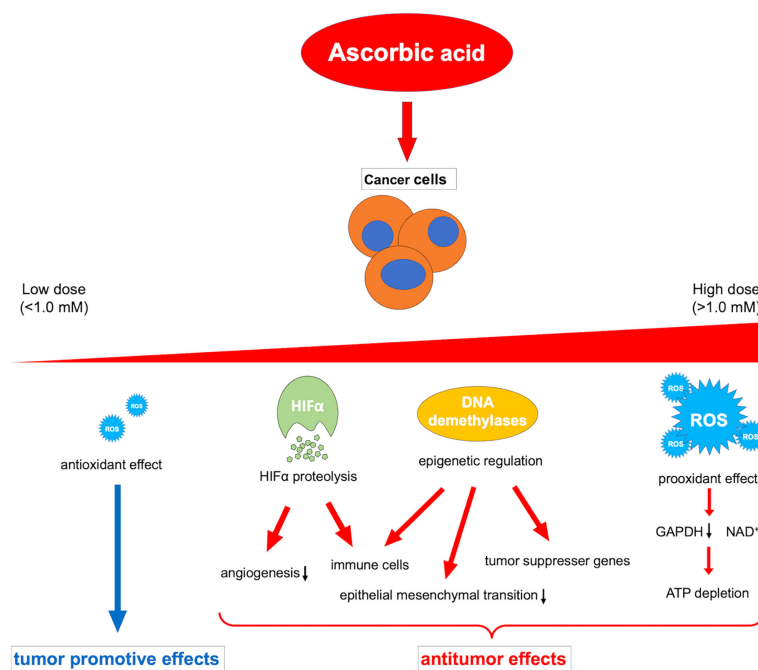 Ascorbic acid
Cancer cells
Low dose
(<1.0 mM)
High dose
(>1.0 mM)
ROS
ROS
antioxidant effect
HIFα
HIFα proteolysis
DNA
demethylases
epigenetic regulation
ROS
ROS
ROS
ROS
prooxidant effect
GAPDH↓ NAD⁺
ATP depletion
angiogenesis↓
immune cells
tumor suppresser genes
epithelial mesenchymal transition↓
tumor promotive effects
antitumor effects